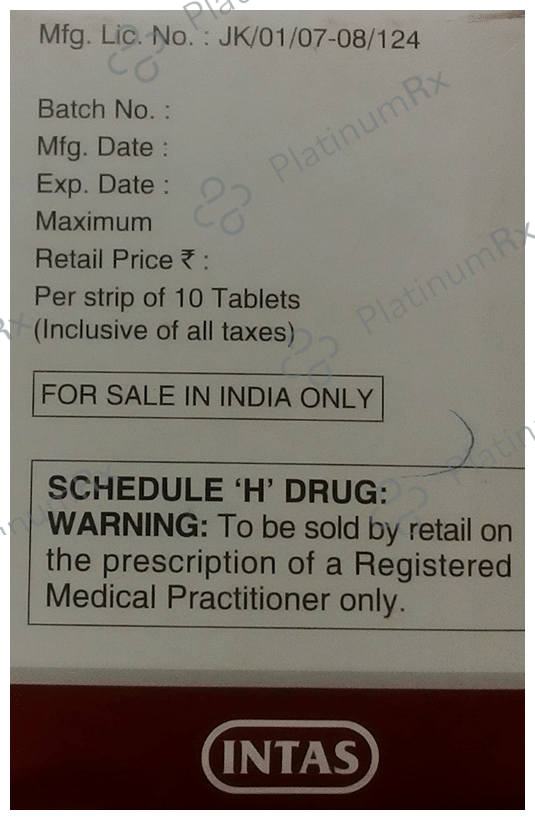 Mfg. Lic. No. : JK/01/07-08/124
Batch No. :
Mfg. Date :
Exp. Date :
Maximum
Retail Price ₹ :
Per strip of 10 Tablets
(Inclusive of all taxes)
FOR SALE IN INDIA ONLY
SCHEDULE 'H' DRUG:
WARNING: To be sold by retail on
the prescription of a Registered
Medical Practitioner only.
INTAS
PlatinumRx
PlatinumRx